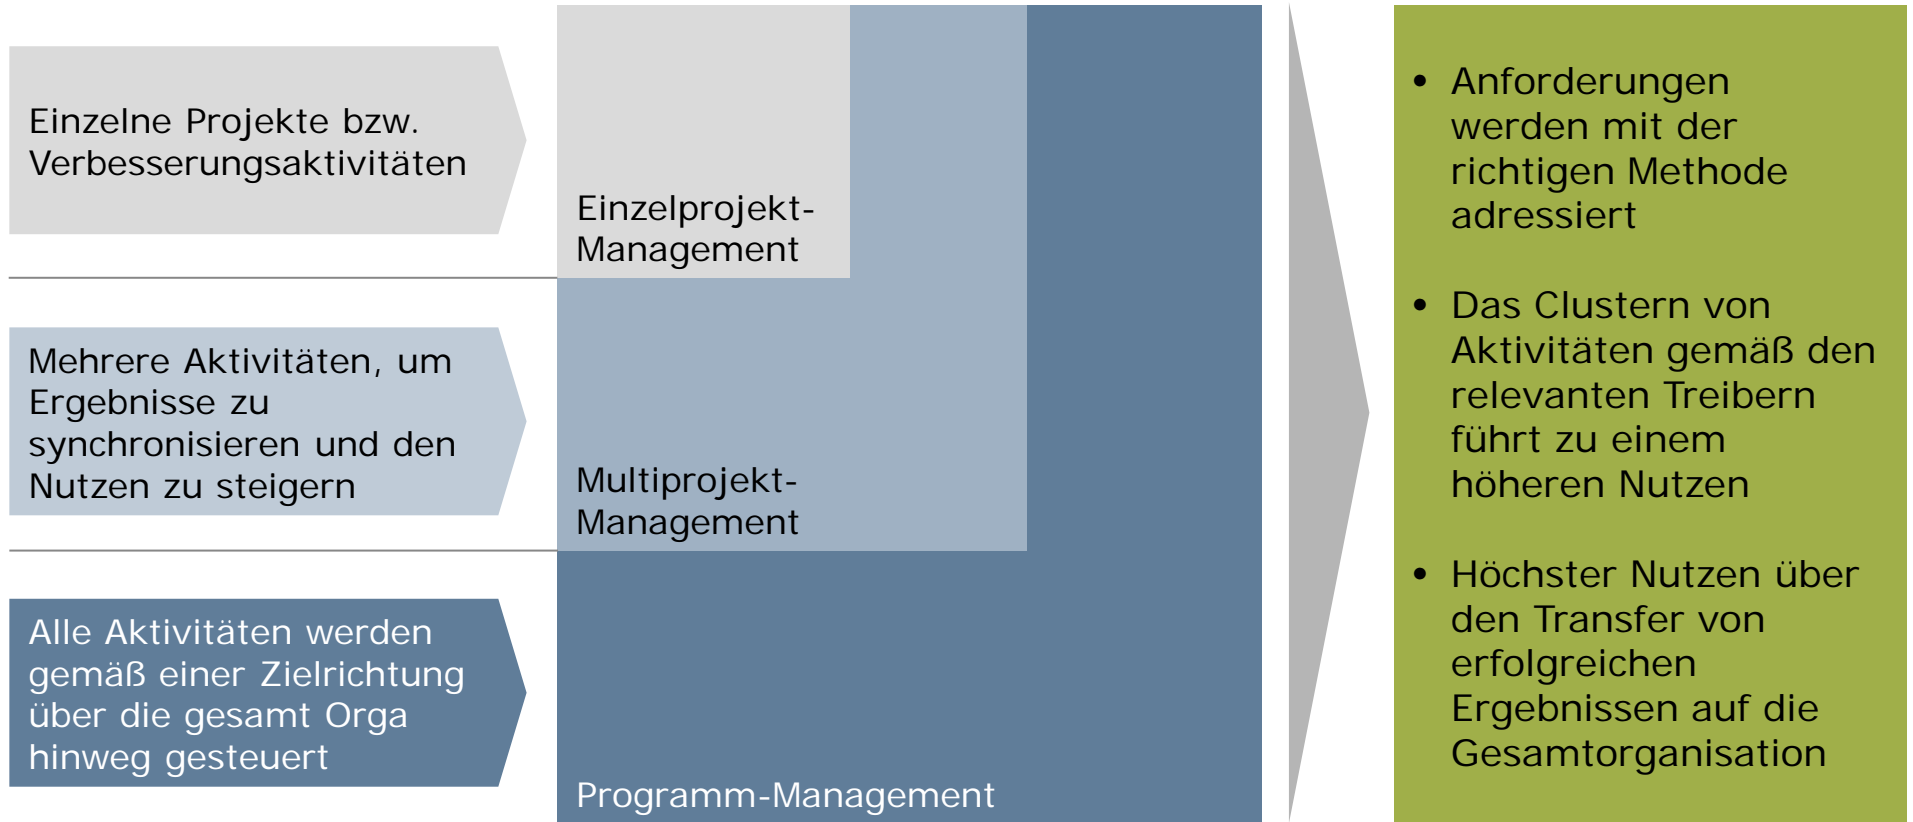 Einzelne Projekte bzw.
Verbesserungsaktivitäten
Einzelprojekt-
Management
Mehrere Aktivitäten, um
Ergebnisse zu
synchronisieren und den
Nutzen zu steigern
Multiprojekt-
Management
Alle Aktivitäten werden
gemäß einer Zielrichtung
über die gesamt Orga
hinweg gesteuert
Programm-Management
• Anforderungen
werden mit der
richtigen Methode
adressiert
• Das Clustern von
Aktivitäten gemäß den
relevanten Treibern
führt zu einem
höheren Nutzen
• Höchster Nutzen über
den Transfer von
erfolgreichen
Ergebnissen auf die
Gesamtorganisation